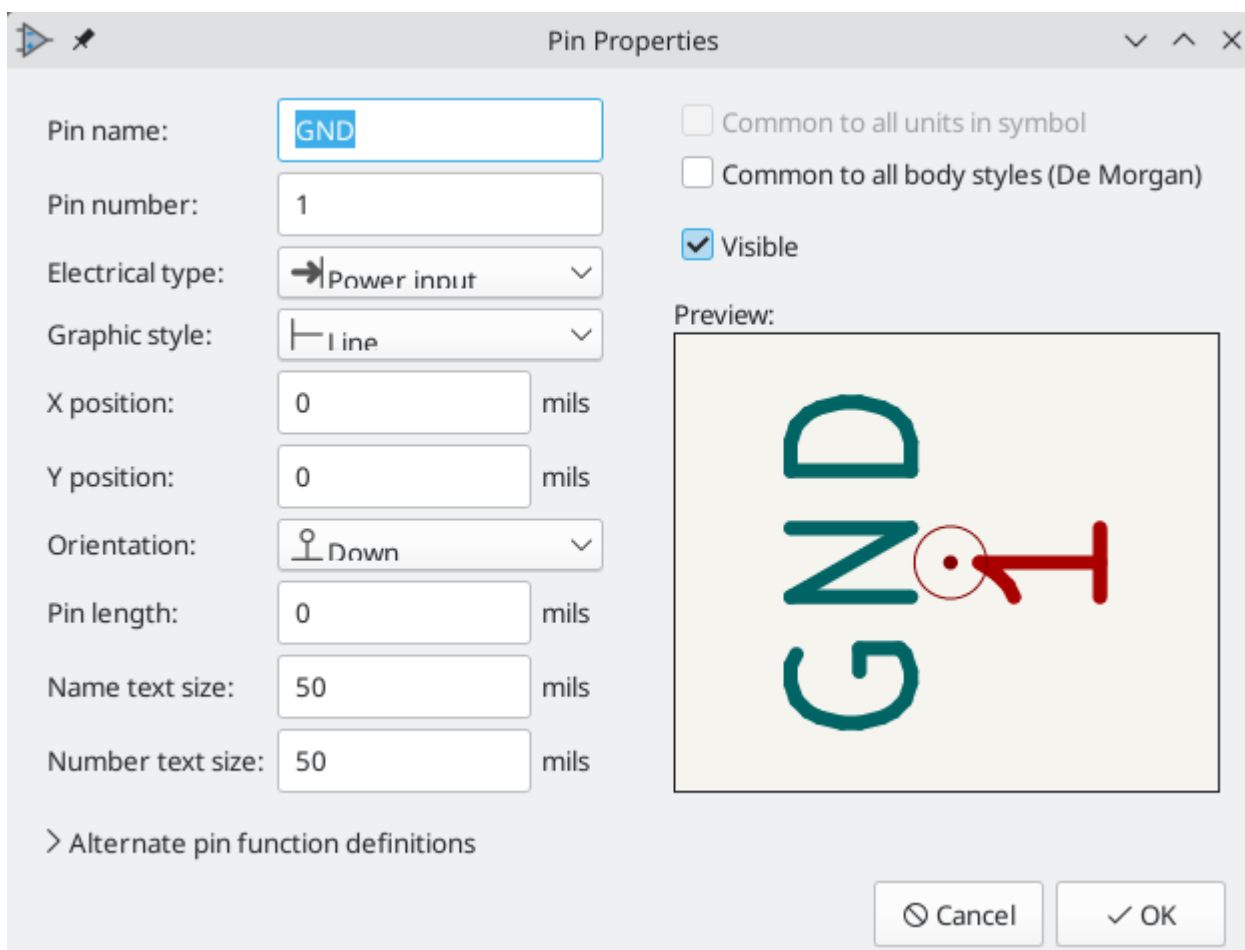 Pin Properties
Pin name:
GND
Common to all units in symbol
Common to all body styles (De Morgan)
Pin number:
1
Visible
Electrical type:
Power input
Graphic style:
Line
Preview:
X position:
0
mils
Y position:
0
mils
Orientation:
Down
Pin length:
0
mils
Name text size:
50
mils
Number text size:
50
mils
GND
1
Alternate pin function definitions
Cancel
OK